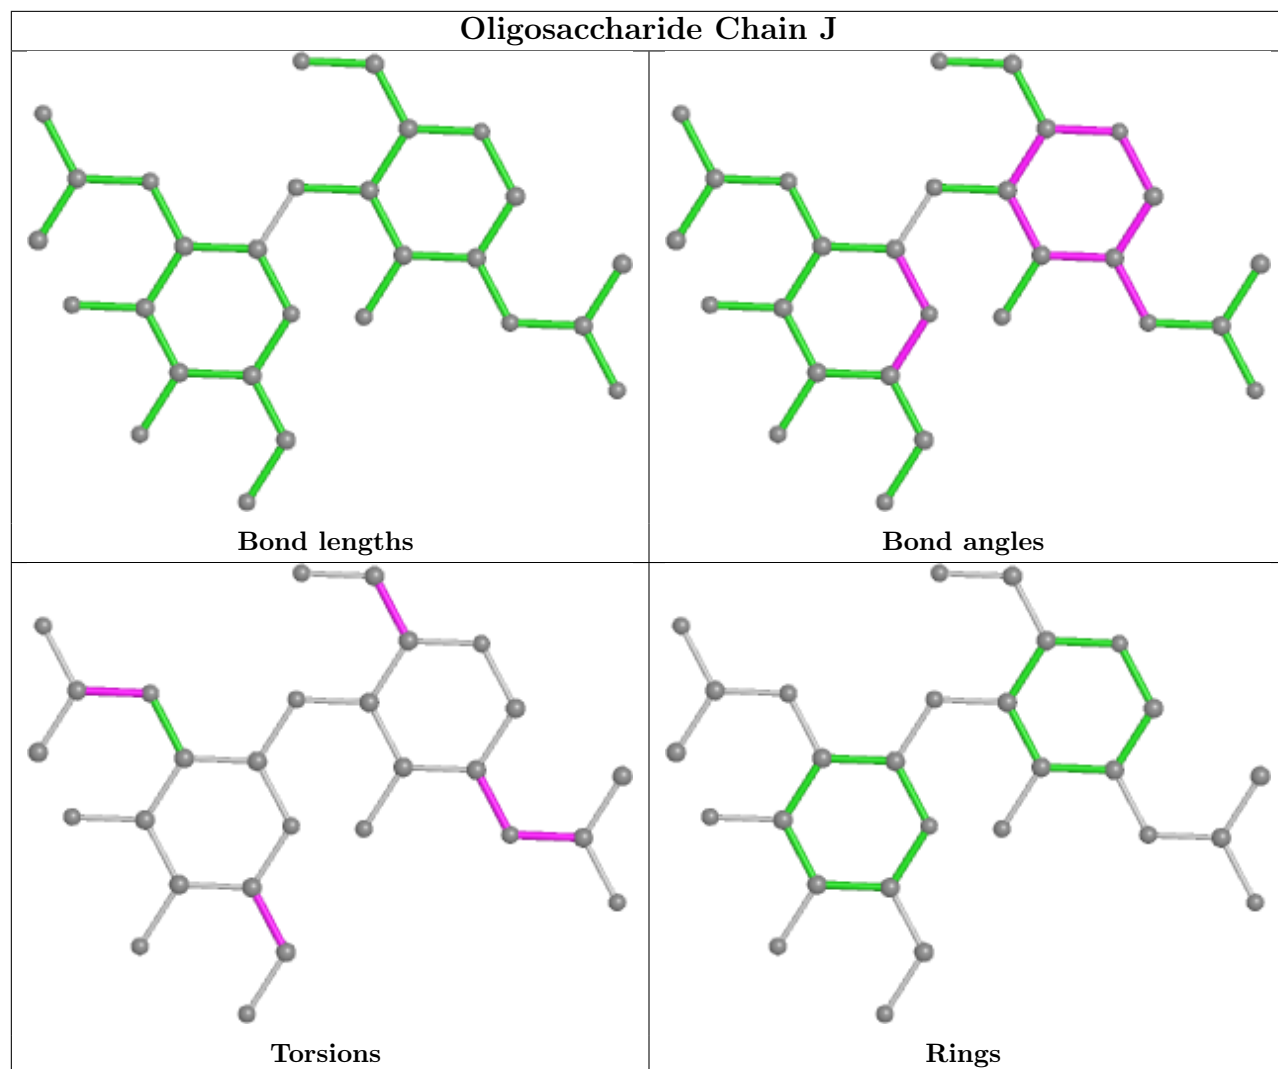 Oligosaccharide Chain J
Bond lengths
Bond angles
Torsions
Rings